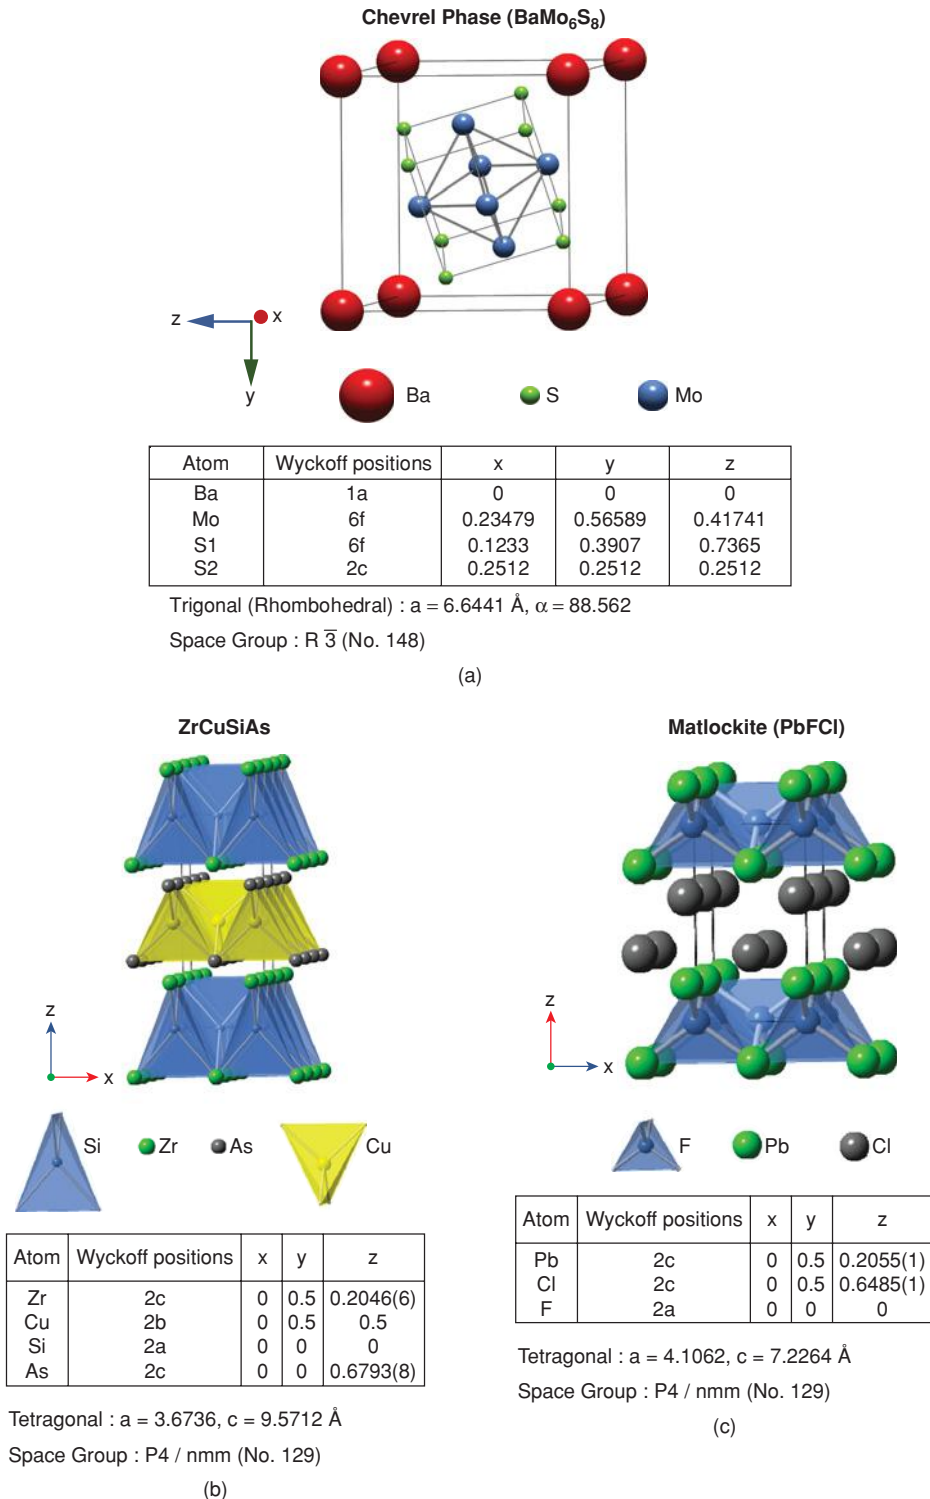 Chevrel Phase (BaMo6S8)
z
x
y
Ba
S
Mo
Atom Wyckoff positions x y z
Ba 1a 0 0 0
Mo 6f 0.23479 0.56589 0.41741
S1 6f 0.1233 0.3907 0.7365
S2 2c 0.2512 0.2512 0.2512
Trigonal (Rhombohedral) : a = 6.6441 Å, α = 88.562
Space Group : R 3̅ (No. 148)
(a)
ZrCuSiAs
z
x
Si
Zr
As
Cu
Atom Wyckoff positions x y z
Zr 2c 0 0.5 0.2046(6)
Cu 2b 0 0.5 0.5
Si 2a 0 0 0
As 2c 0 0 0.6793(8)
Tetragonal : a = 3.6736, c = 9.5712 Å
Space Group : P4 / nmm (No. 129)
(b)
Matlockite (PbFCl)
z
x
F
Pb
Cl
Atom Wyckoff positions x y z
Pb 2c 0 0.5 0.2055(1)
Cl 2c 0 0.5 0.6485(1)
F 2a 0 0 0
Tetragonal : a = 4.1062, c = 7.2264 Å
Space Group : P4 / nmm (No. 129)
(c)